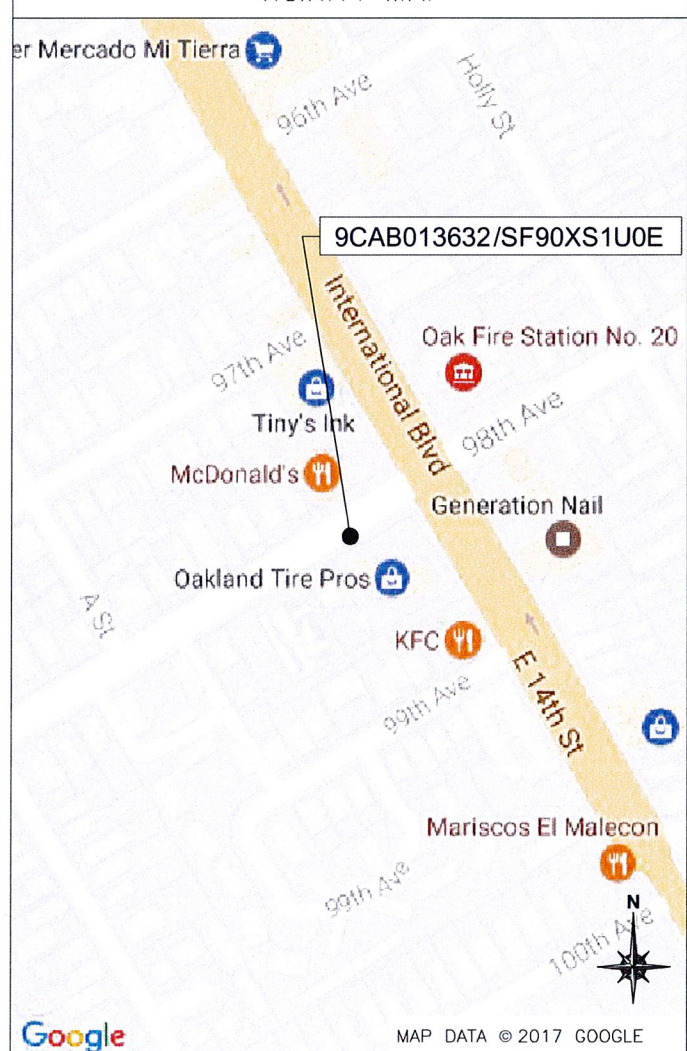 er Mercado Mi Tierra
96th Ave
Holly St
9CAB013632/SF90XS1U0E
International Blvd
Oak Fire Station No. 20
97th Ave
Tiny's Ink
98th Ave
McDonald's
Generation Nail
Oakland Tire Pros
A St
KFC
E 14th St
99th Ave
Mariscos El Malecon
99th Ave
N
100th Ave
Google
MAP DATA © 2017 GOOGLE